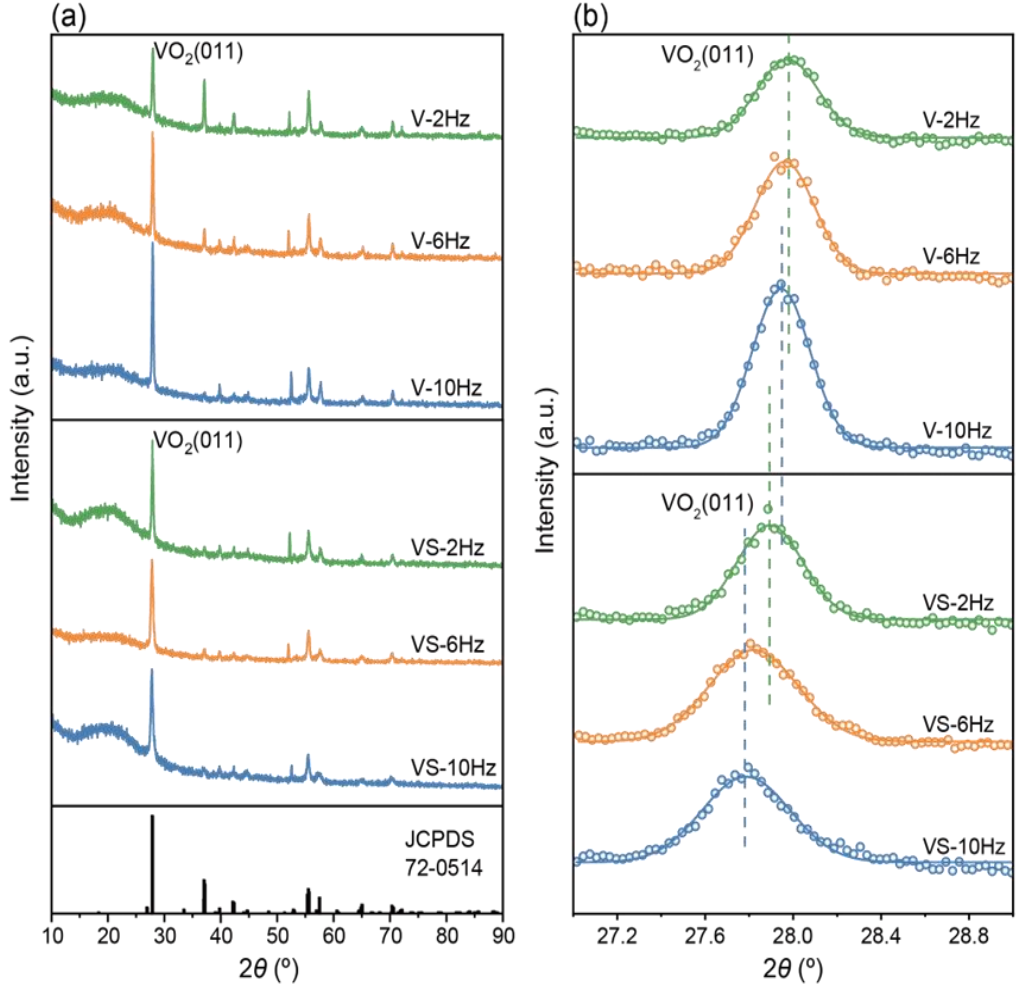 (a)
VO2(011)
V-2Hz
V-6Hz
V-10Hz
VO2(011)
VS-2Hz
VS-6Hz
VS-10Hz
JCPDS
72-0514
10 20 30 40 50 60 70 80 90
2θ (º)
Intensity (a.u.)
(b)
VO2(011)
V-2Hz
V-6Hz
V-10Hz
VO2(011)
VS-2Hz
VS-6Hz
VS-10Hz
27.2 27.6 28.0 28.4 28.8
2θ (º)
Intensity (a.u.)